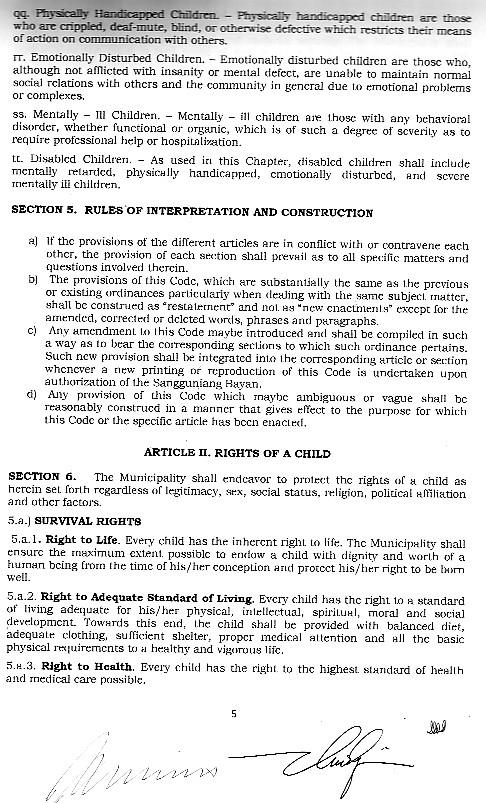 qq. Physically Handicapped Children. – Physically handicapped children are those
who are crippled, deaf-mute, blind, or otherwise defective which restricts their means
of action on communication with others.
rr. Emotionally Disturbed Children. – Emotionally disturbed children are those who,
although not afflicted with insanity or mental defect, are unable to maintain normal
social relations with others and the community in general due to emotional problems
or complexes.
ss. Mentally – Ill Children. – Mentally – ill children are those with any behavioral
disorder, whether functional or organic, which is of such a degree of severity as to
require professional help or hospitalization.
tt. Disabled Children. – As used in this Chapter, disabled children shall include
mentally retarded, physically handicapped, emotionally disturbed, and severe
mentally ill children.
SECTION 5. RULES OF INTERPRETATION AND CONSTRUCTION
a) If the provisions of the different articles are in conflict with or contravene each
other, the provision of each section shall prevail as to all specific matters and
questions involved therein.
b) The provisions of this Code, which are substantially the same as the previous
or existing ordinances particularly when dealing with the same subject matter,
shall be construed as "restatement" and not as "new enactments" except for the
amended, corrected or deleted words, phrases and paragraphs.
c) Any amendment to this Code maybe introduced and shall be compiled in such
a way as to bear the corresponding sections to which such ordinance pertains.
Such new provision shall be integrated into the corresponding article or section
whenever a new printing or reproduction of this Code is undertaken upon
authorization of the Sangguniang Bayan.
d) Any provision of this Code which maybe ambiguous or vague shall be
reasonably construed in a manner that gives effect to the purpose for which
this Code or the specific article has been enacted.
ARTICLE II. RIGHTS OF A CHILD
SECTION 6. The Municipality shall endeavor to protect the rights of a child as
herein set forth regardless of legitimacy, sex, social status, religion, political affiliation
and other factors.
5.a.) SURVIVAL RIGHTS
5.a.1. Right to Life. Every child has the inherent right to life. The Municipality shall
ensure the maximum extent possible to endow a child with dignity and worth of a
human being from the time of his/her conception and protect his/her right to be born
well.
5.a.2. Right to Adequate Standard of Living. Every child has the right to a standard
of living adequate for his/her physical, intellectual, spiritual, moral and social
development. Towards this end, the child shall be provided with balanced diet,
adequate clothing, sufficient shelter, proper medical attention and all the basic
physical requirements to a healthy and vigorous life.
5.a.3. Right to Health. Every child has the right to the highest standard of health
and medical care possible.
5